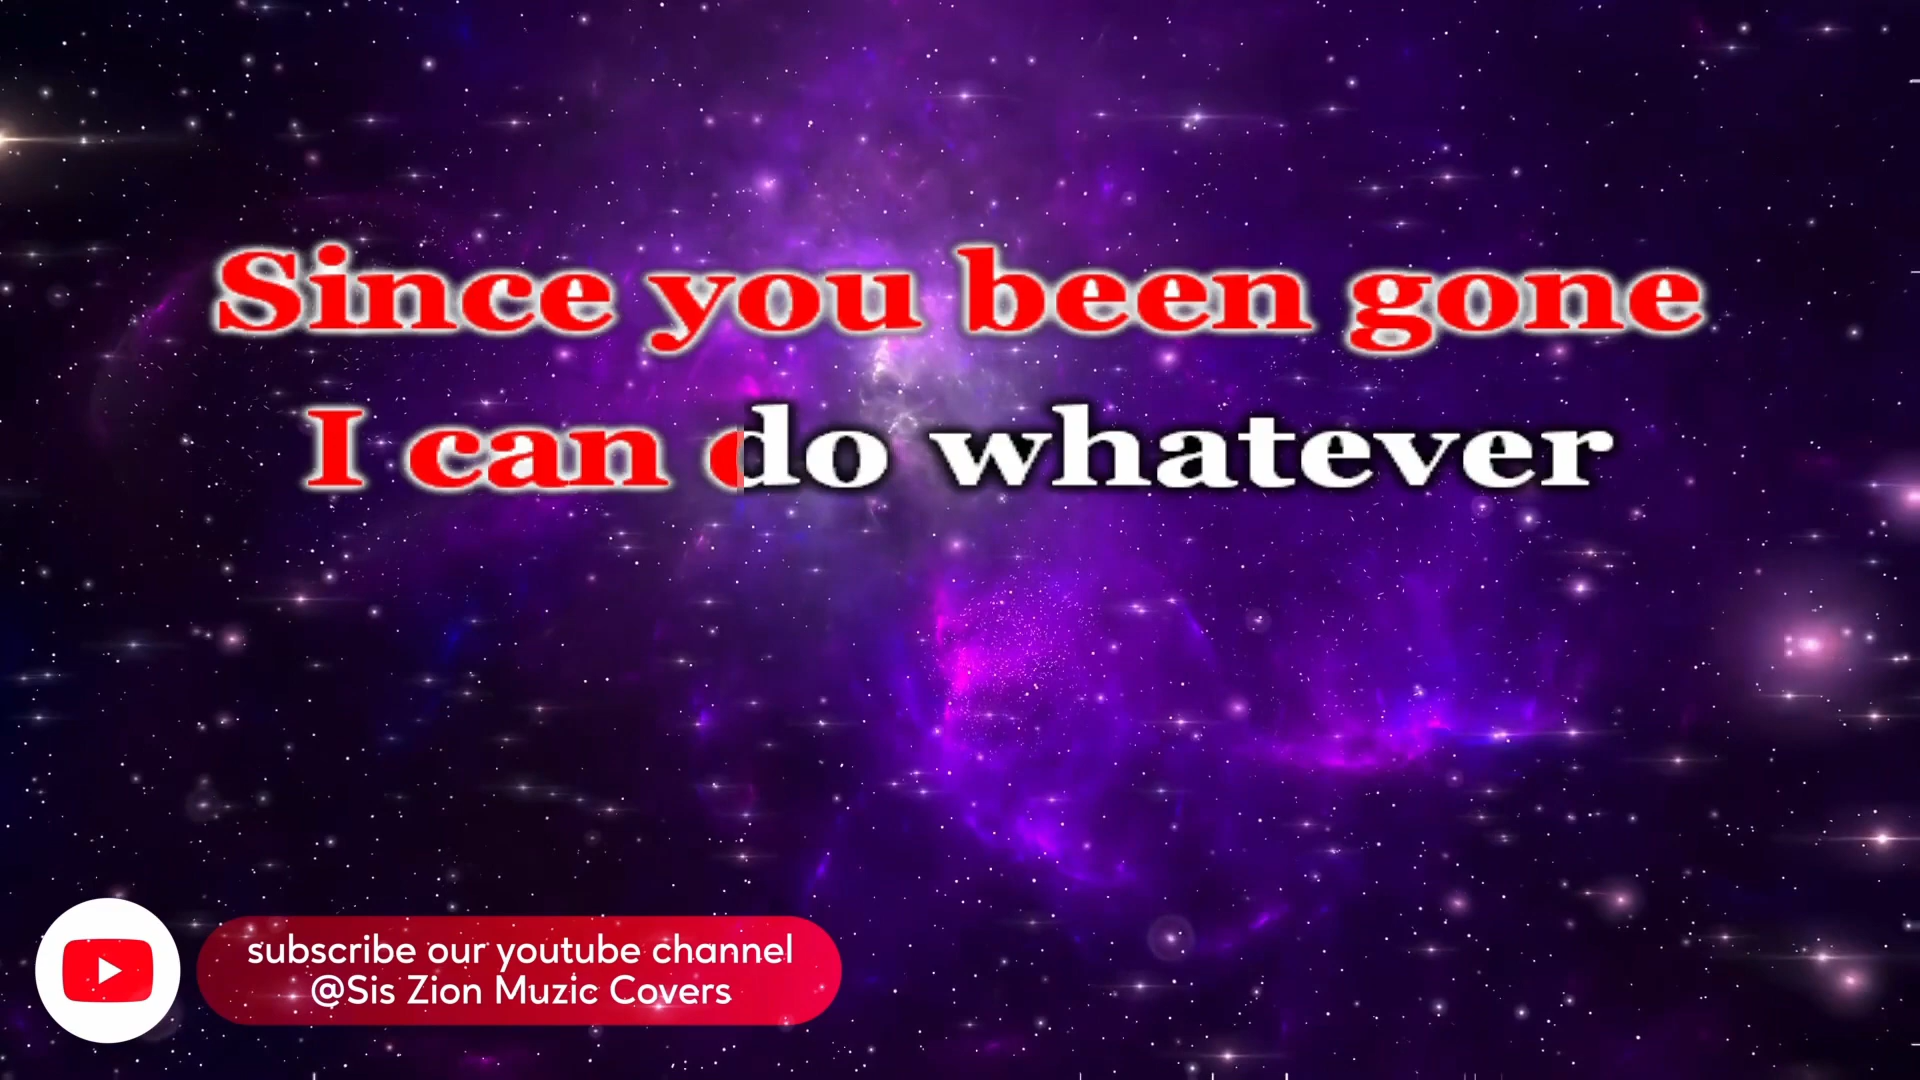 Since you been gone
I can do whatever
subscribe our youtube channel
@Sis Zion Muzic Covers